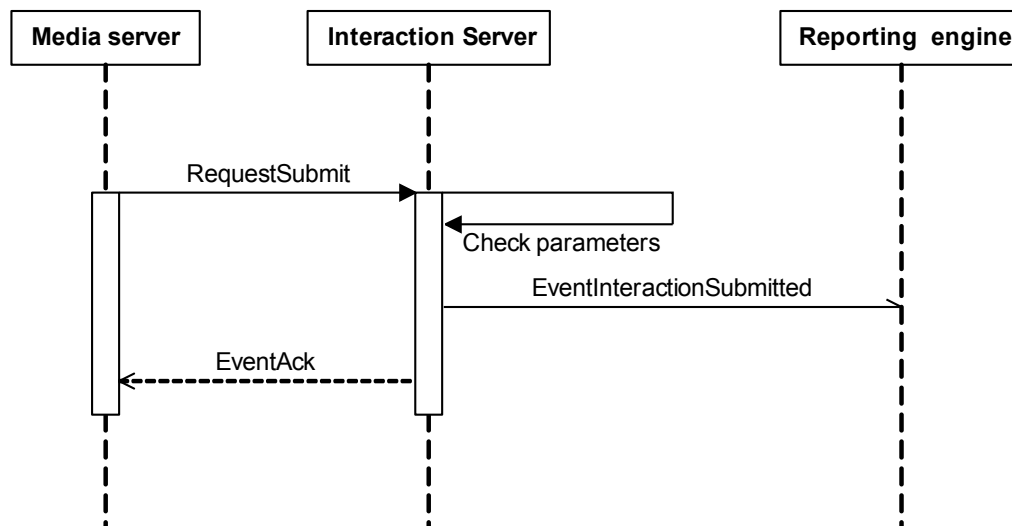 Media server
Interaction Server
Reporting engine
RequestSubmit
Check parameters
EventInteractionSubmitted
EventAck